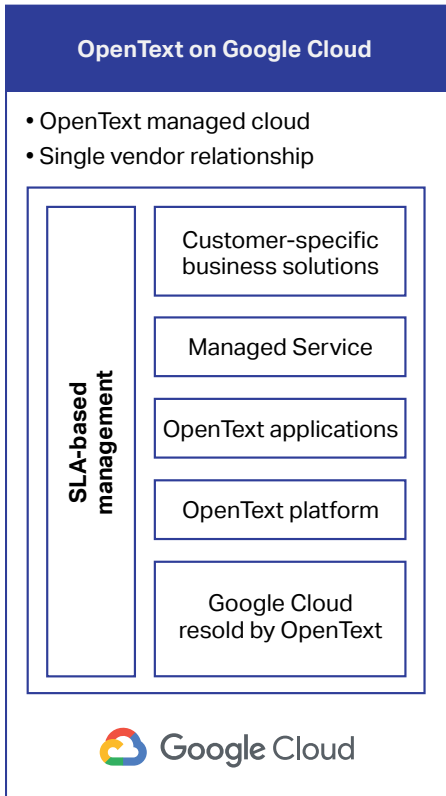 OpenText on Google Cloud
• OpenText managed cloud
• Single vendor relationship
SLA-based
management
Customer-specific
business solutions
Managed Service
OpenText applications
OpenText platform
Google Cloud
resold by OpenText
Google Cloud